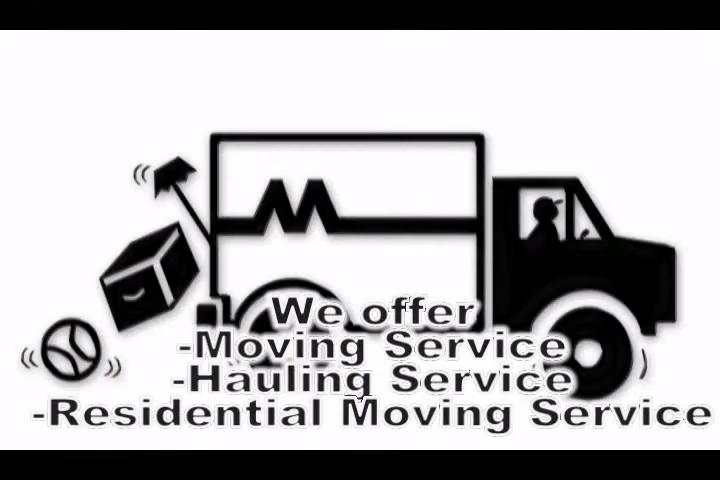 We offer
-Moving Service
-Hauling Service
-Residential Moving Service